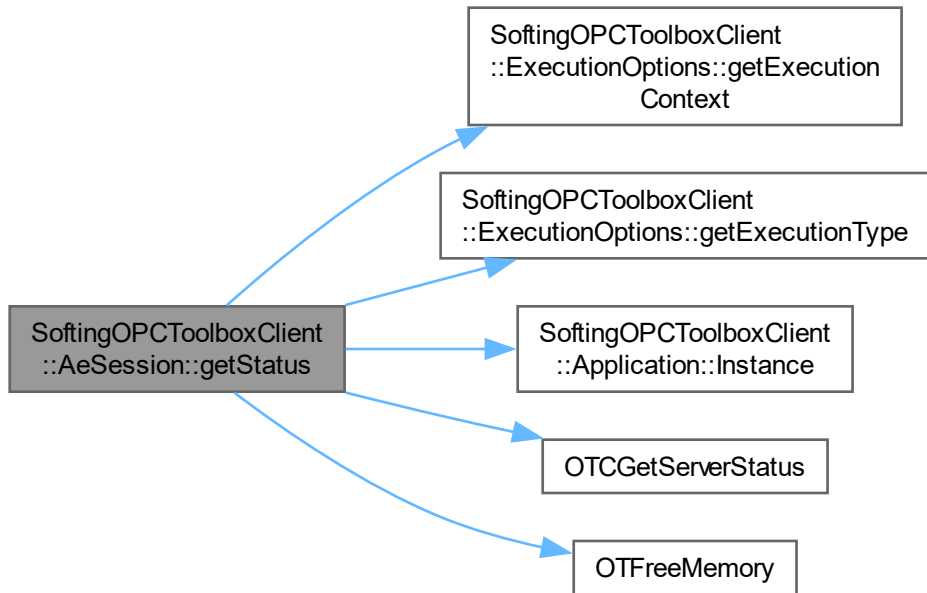 SoftingOPCToolboxClient
::ExecutionOptions::getExecution
Context
SoftingOPCToolboxClient
::ExecutionOptions::getExecutionType
SoftingOPCToolboxClient
::AeSession::getStatus
SoftingOPCToolboxClient
::Application::Instance
OTCGetServerStatus
OTFreeMemory